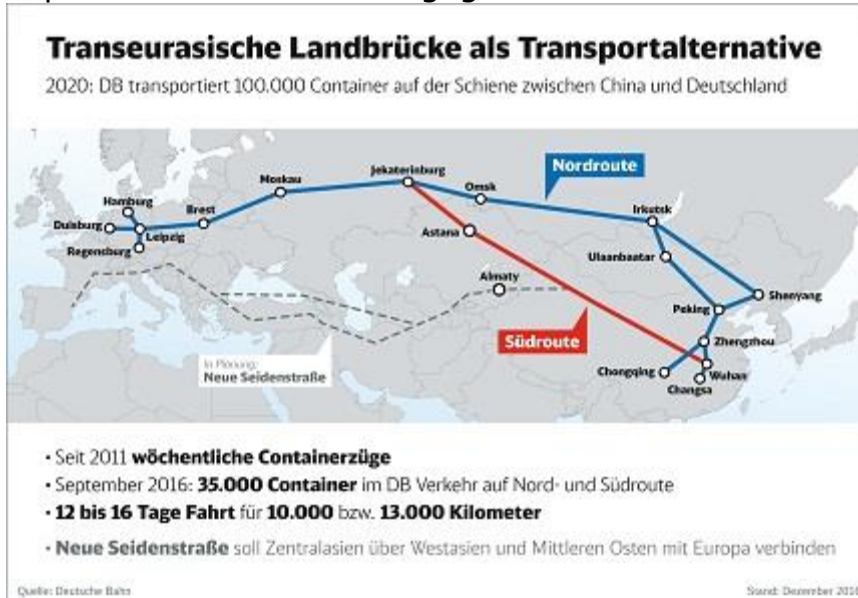 Transeurasische Landbrücke als Transportalternative
2020: DB transportiert 100.000 Container auf der Schiene zwischen China und Deutschland
Nordroute
Jekaterinburg
Moskau
Omsk
Hamburg
Brest
Irkutsk
Duisburg
Leipzig
Astana
Regensburg
Ulaanbaatar
Almaty
Shenyang
Peking
Südroute
Zhengzhou
In Planung:
Neue Seidenstraße
Chongqing
Wuhan
Changsa
• Seit 2011 wöchentliche Containerzüge
• September 2016: 35.000 Container im DB Verkehr auf Nord- und Südroute
• 12 bis 16 Tage Fahrt für 10.000 bzw. 13.000 Kilometer
• Neue Seidenstraße soll Zentralasien über Westasien und Mittleren Osten mit Europa verbinden
Quelle: Deutsche Bahn
Stand: Dezember 2016